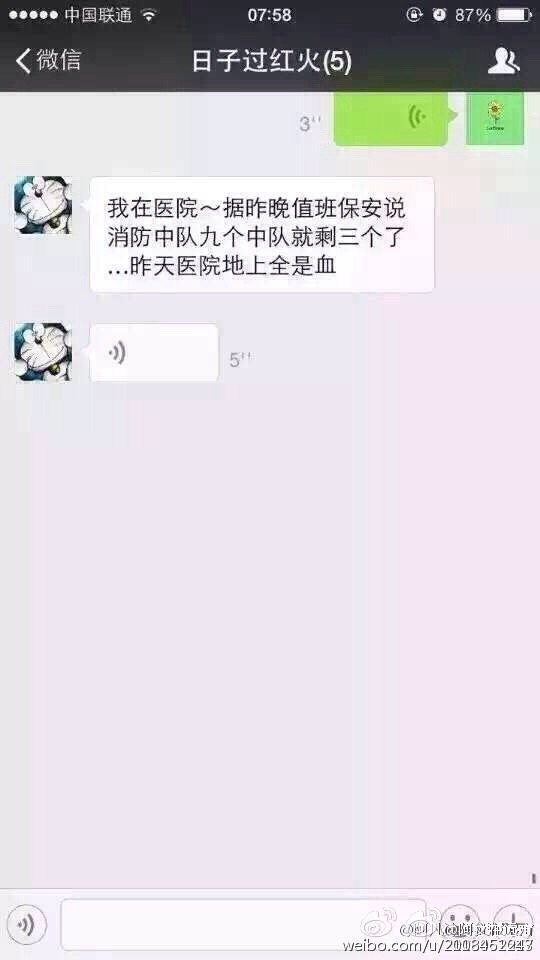 中国联通 07:58 87%
微信 日子过红火(5)
3''
我在医院～据昨晚值班保安说
消防中队九个中队就剩三个了
...昨天医院地上全是血
5''
weibo.com/u/